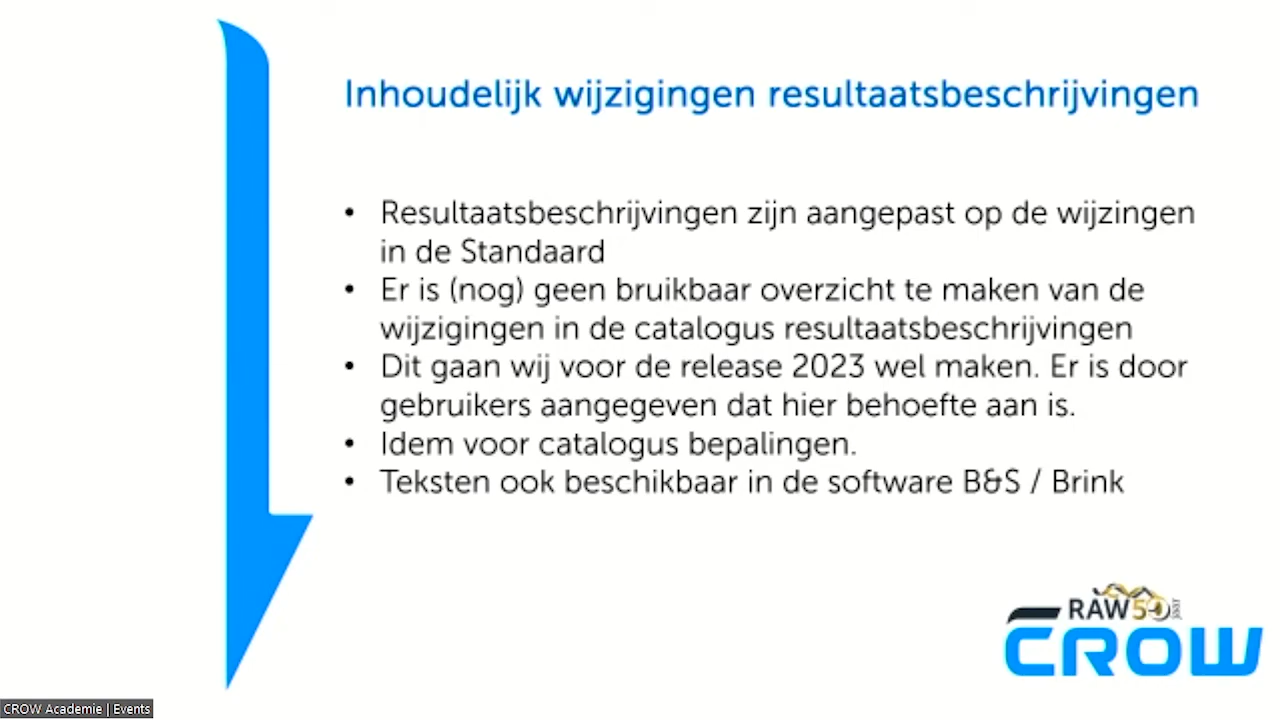 Inhoudelijk wijzigingen resultaatsbeschrijvingen
• Resultaatsbeschrijvingen zijn aangepast op de wijzingen
in de Standaard
• Er is (nog) geen bruikbaar overzicht te maken van de
wijzigingen in de catalogus resultaatsbeschrijvingen
• Dit gaan wij voor de release 2023 wel maken. Er is door
gebruikers aangegeven dat hier behoefte aan is.
• Idem voor catalogus bepalingen.
• Teksten ook beschikbaar in de software B&S / Brink
RAW 50 JAAR
CROW
CROW Academie | Events